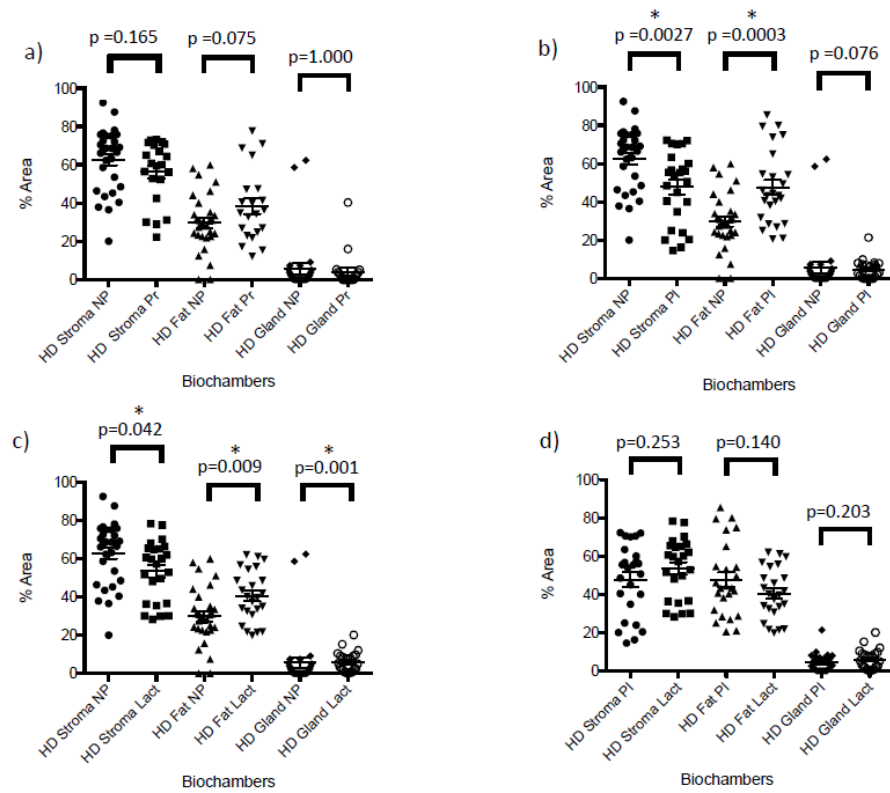 a)
p =0.165
p =0.075
p=1.000
100
80
60
40
20
0
% Area
HD Stroma NP
HD Stroma Pr
HD Fat NP
HD Fat Pr
HD Gland NP
HD Gland Pr
Biochambers
b)
*
p =0.0027
*
p =0.0003
p =0.076
100
80
60
40
20
0
% Area
HD Stroma NP
HD Stroma Pl
HD Fat NP
HD Fat Pl
HD Gland NP
HD Gland Pl
Biochambers
c)
*
p=0.042
*
p=0.009
*
p=0.001
100
80
60
40
20
0
% Area
HD Stroma NP
HD Stroma Lact
HD Fat NP
HD Fat Lact
HD Gland NP
HD Gland Lact
Biochambers
d)
p=0.253
p=0.140
p=0.203
100
80
60
40
20
0
% Area
HD Stroma Pl
HD Stroma Lact
HD Fat Pl
HD Fat Lact
HD Gland Pl
HD Gland Lact
Biochambers